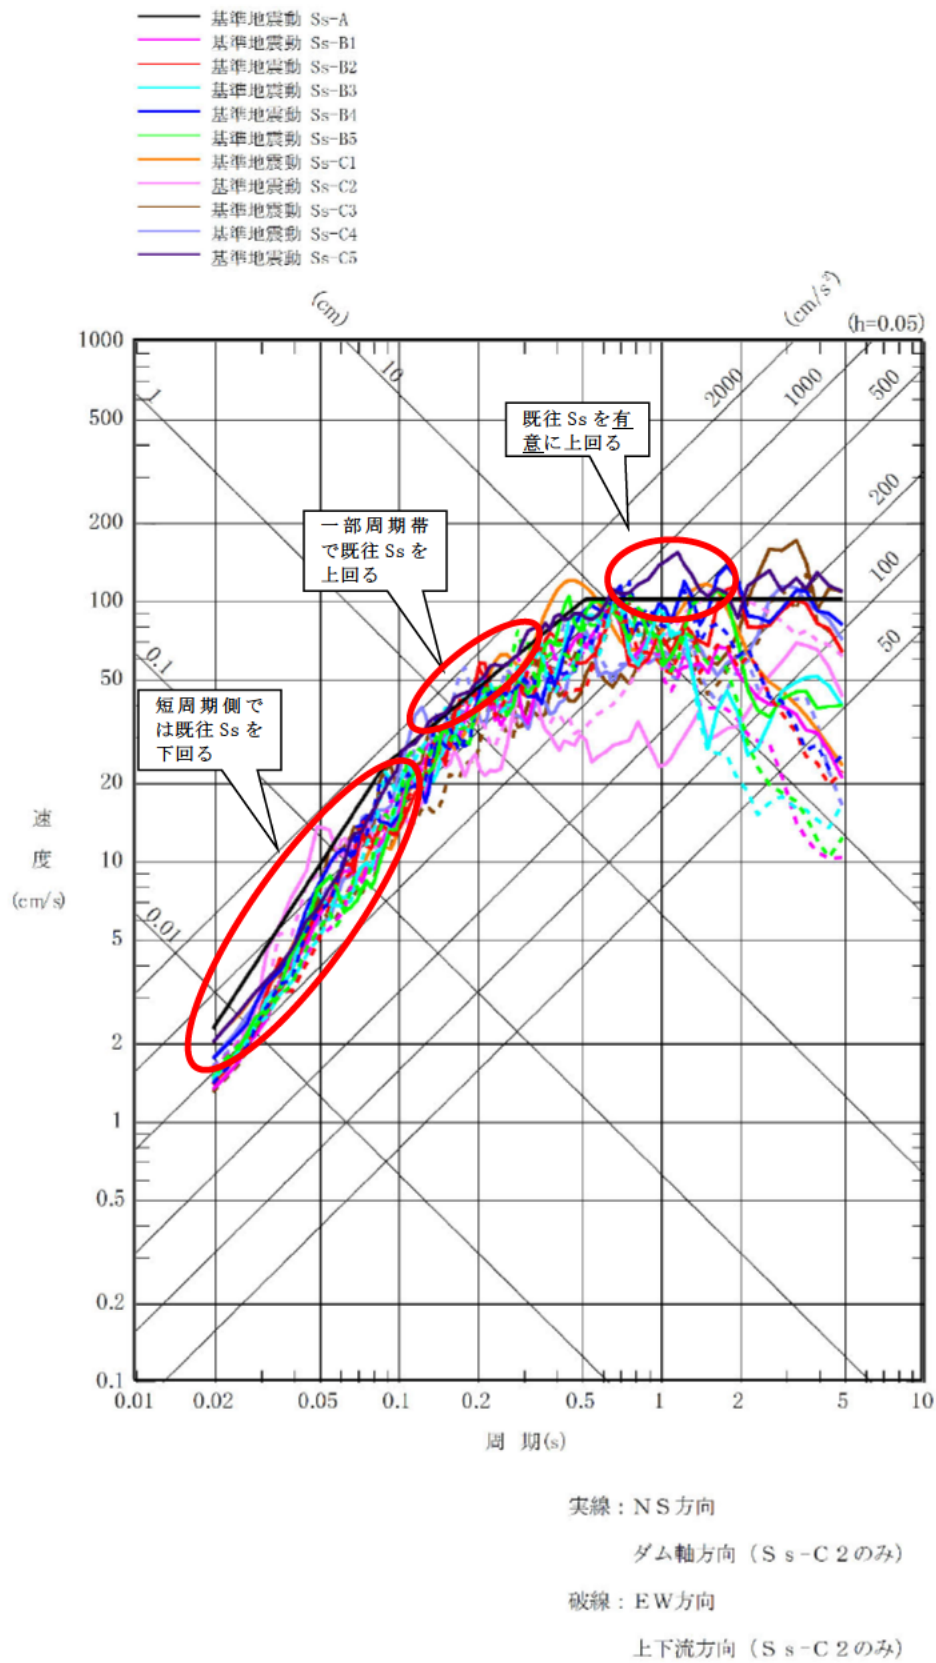 基準地震動 Ss-A
基準地震動 Ss-B1
基準地震動 Ss-B2
基準地震動 Ss-B3
基準地震動 Ss-B4
基準地震動 Ss-B5
基準地震動 Ss-C1
基準地震動 Ss-C2
基準地震動 Ss-C3
基準地震動 Ss-C4
基準地震動 Ss-C5
(cm)
(cm/s²)
(h=0.05)
1000
500
200
100
50
20
10
5
2
1
0.5
0.2
0.1
1
10
0.1
0.01
2000
1000
500
200
100
50
既往 Ss を有
意に上回る
一部周期帯
で既往 Ss を
上回る
短周期側で
は既往 Ss を
下回る
速
度
(cm/s)
0.01
0.02
0.05
0.1
0.2
0.5
1
2
5
10
周 期(s)
実線:NS方向
ダム軸方向(Ss-C2のみ)
破線:EW方向
上下流方向(Ss-C2のみ)